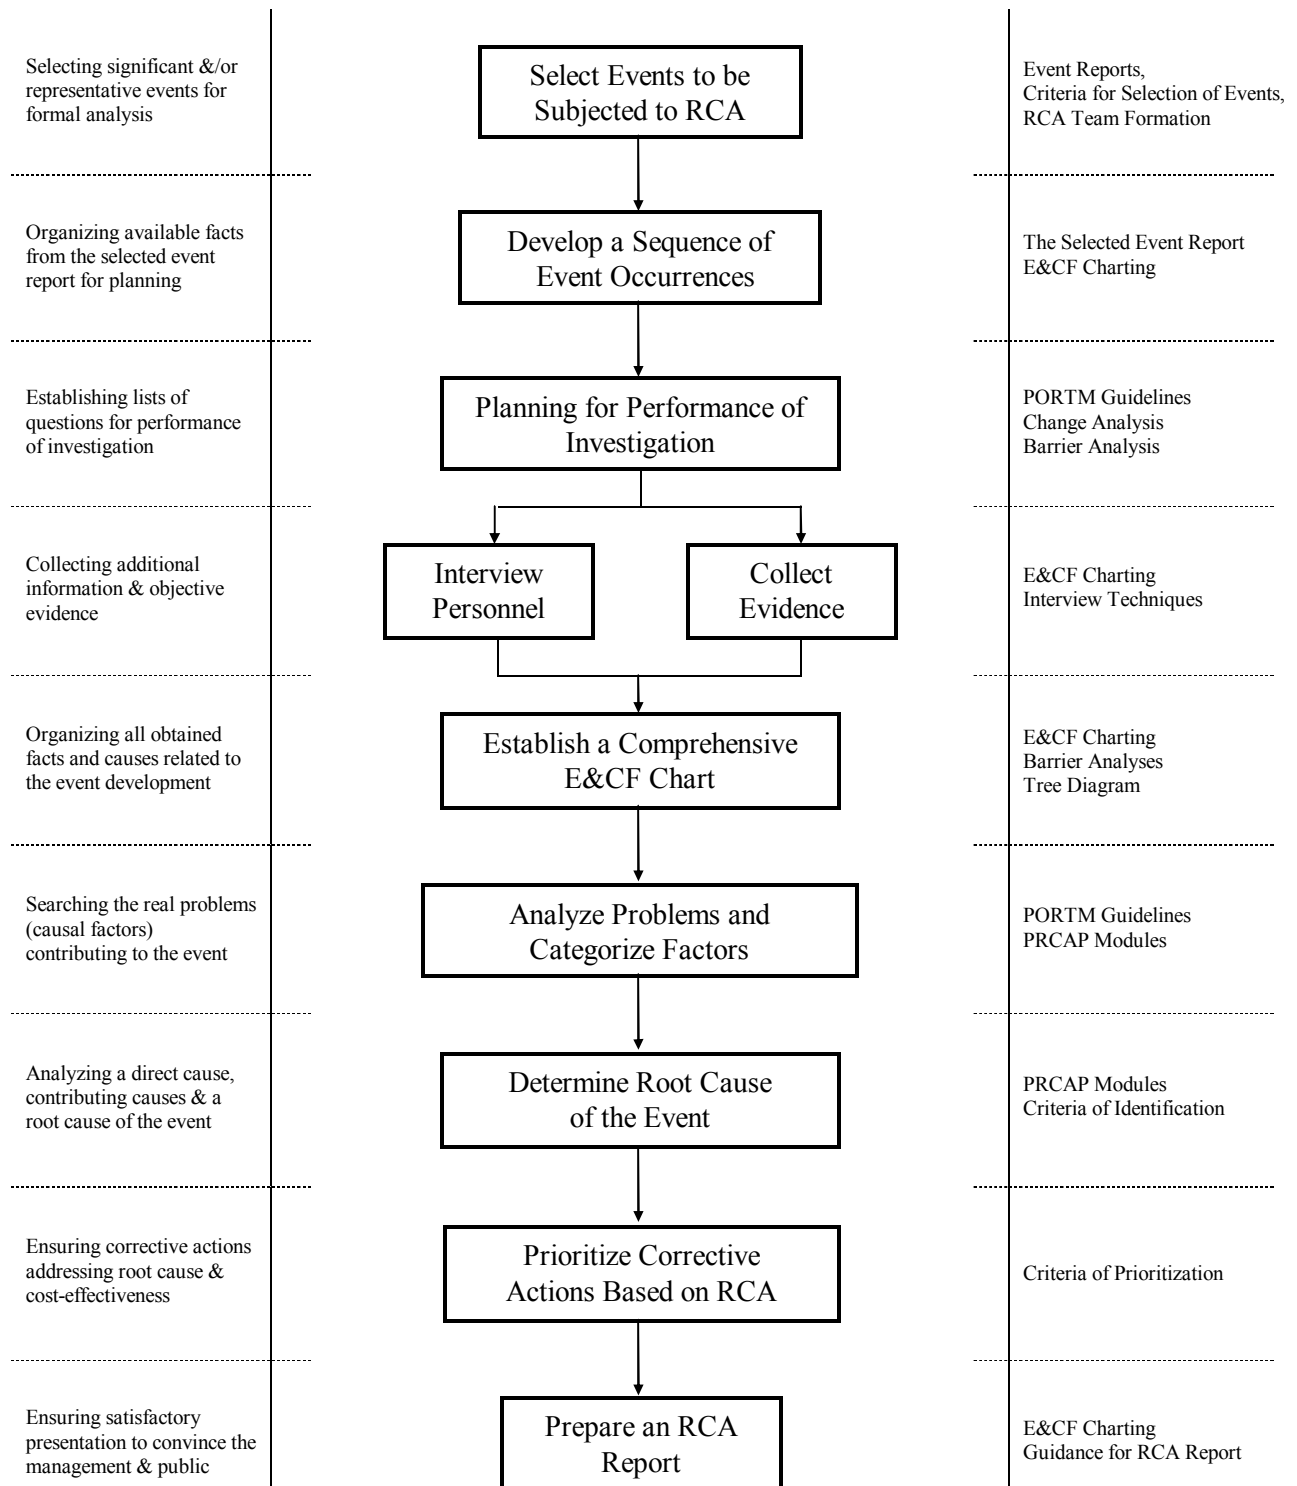 Selecting significant &/or
representative events for
formal analysis
Select Events to be
Subjected to RCA
Event Reports,
Criteria for Selection of Events,
RCA Team Formation
Organizing available facts
from the selected event
report for planning
Develop a Sequence of
Event Occurrences
The Selected Event Report
E&CF Charting
Establishing lists of
questions for performance
of investigation
Planning for Performance of
Investigation
PORTM Guidelines
Change Analysis
Barrier Analysis
Collecting additional
information & objective
evidence
Interview
Personnel
Collect
Evidence
E&CF Charting
Interview Techniques
Organizing all obtained
facts and causes related to
the event development
Establish a Comprehensive
E&CF Chart
E&CF Charting
Barrier Analyses
Tree Diagram
Searching the real problems
(causal factors)
contributing to the event
Analyze Problems and
Categorize Factors
PORTM Guidelines
PRCAP Modules
Analyzing a direct cause,
contributing causes & a
root cause of the event
Determine Root Cause
of the Event
PRCAP Modules
Criteria of Identification
Ensuring corrective actions
addressing root cause &
cost-effectiveness
Prioritize Corrective
Actions Based on RCA
Criteria of Prioritization
Ensuring satisfactory
presentation to convince the
management & public
Prepare an RCA
Report
E&CF Charting
Guidance for RCA Report